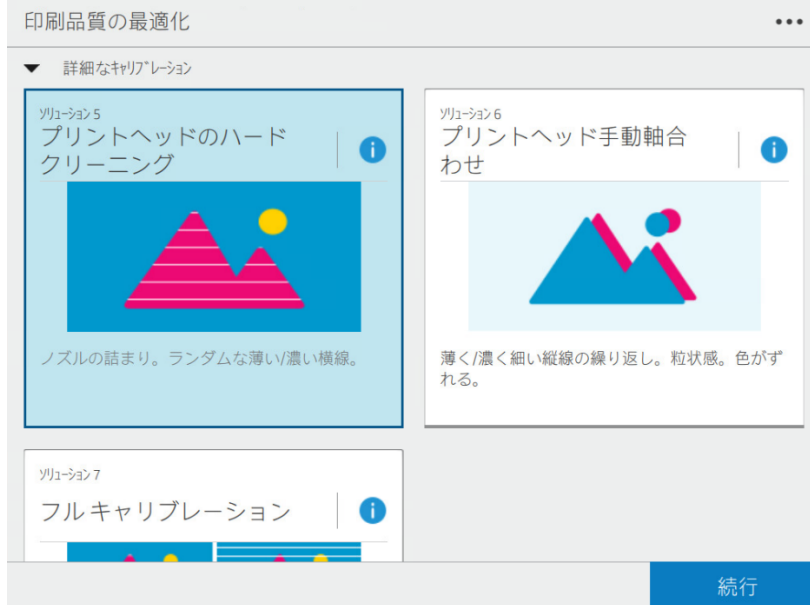 印刷品質の最適化
詳細なｷｬﾘﾌﾞﾚｰｼｮﾝ
ｿﾘｭｰｼｮﾝ 5
プリントヘッドのハード
クリーニング
ノズルの詰まり。ランダムな薄い/濃い横線。
ｿﾘｭｰｼｮﾝ 6
プリントヘッド手動軸合
わせ
薄く/濃く細い縦線の繰り返し。粒状感。色がず
れる。
ｿﾘｭｰｼｮﾝ 7
フル キャリブレーション
続行